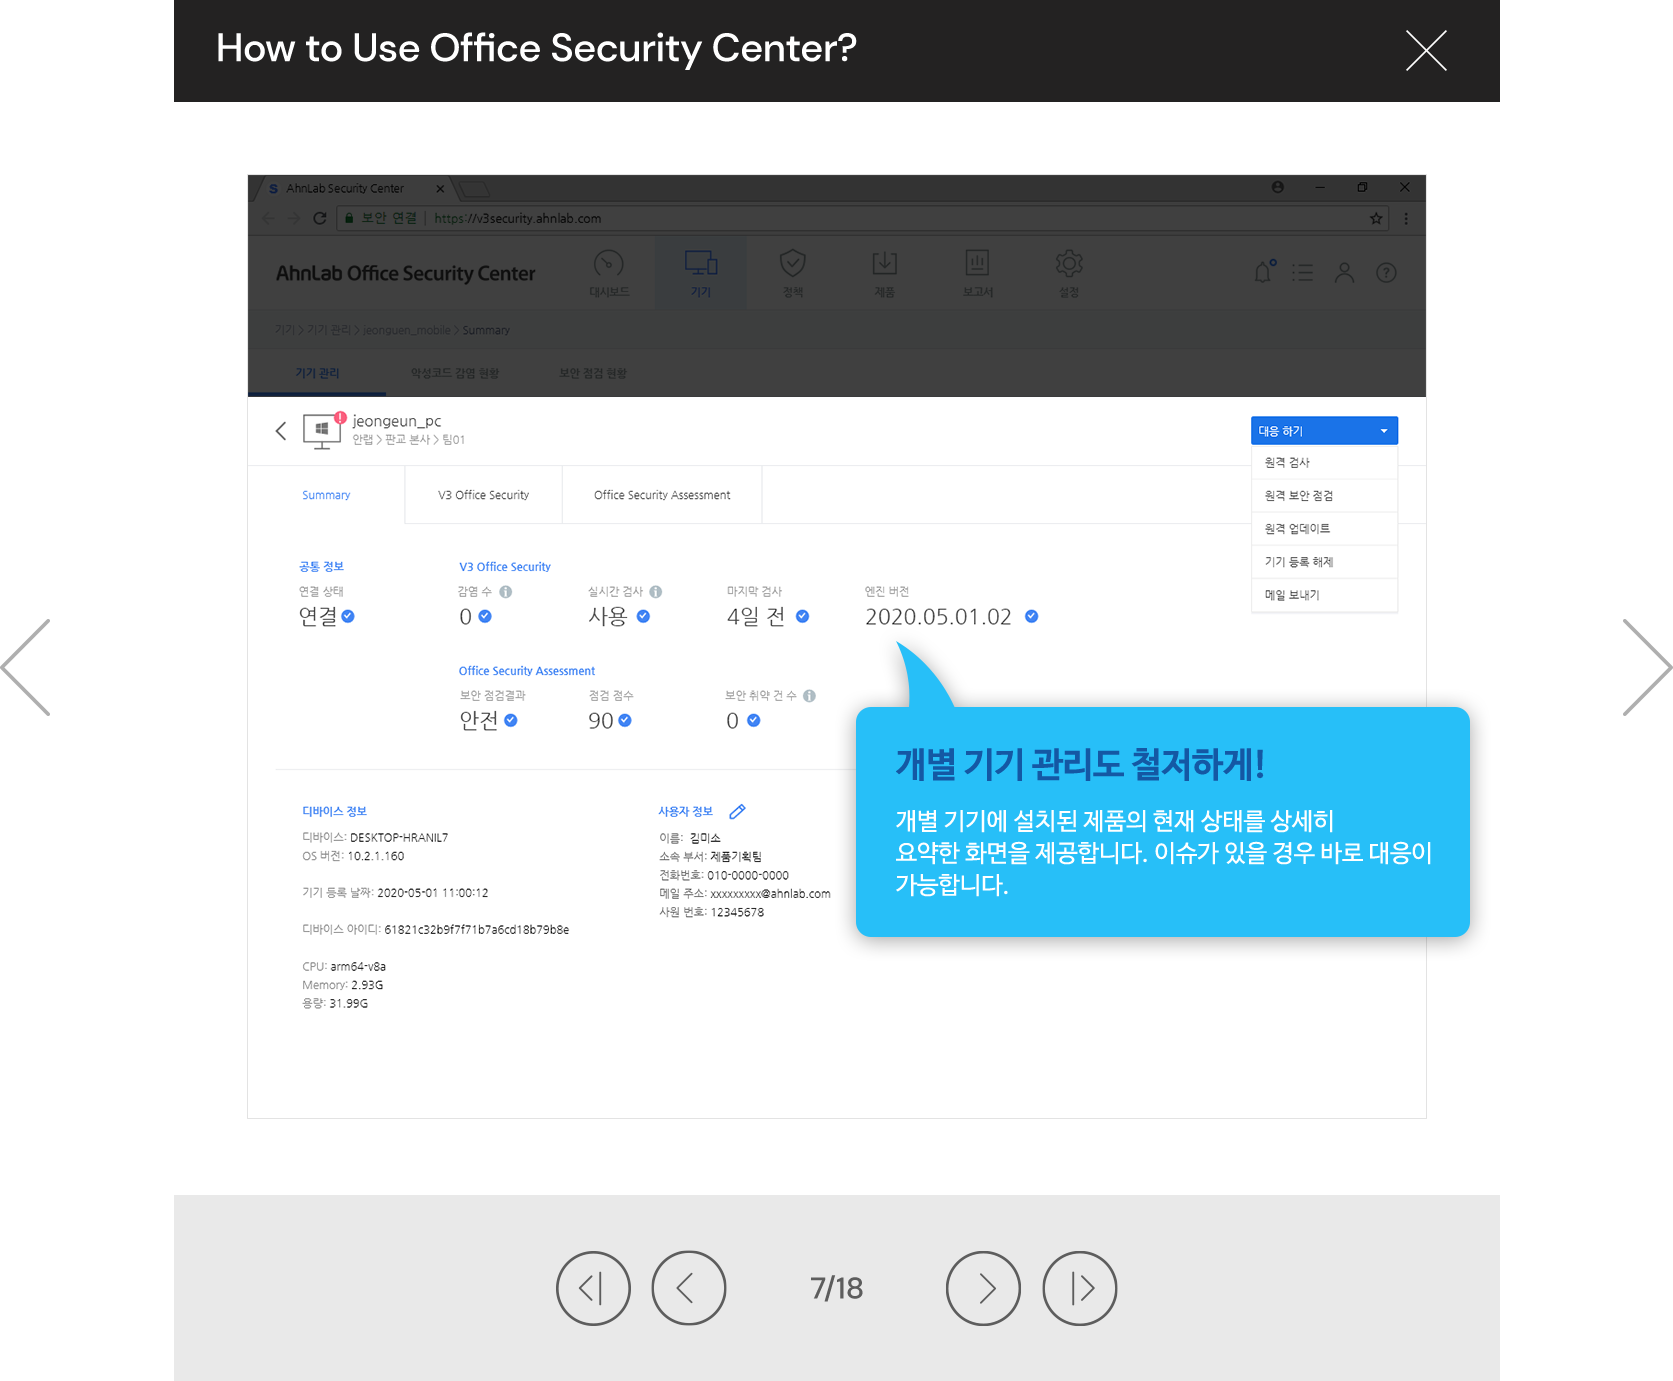 How to Use Office Security Center?
S AhnLab Security Center
보안 연결 | https://v3security.ahnlab.com
AhnLab Office Security Center
대시보드
기기
정책
제품
보고서
설정
기기 > 기기 관리 > jeonguen_mobile > Summary
기기 관리
악성코드 감염 현황
보안 점검 현황
jeongeun_pc
안랩 > 판교 본사 > 팀01
대응 하기
원격 검사
원격 보안 점검
원격 업데이트
기기 등록 해제
메일 보내기
Summary
V3 Office Security
Office Security Assessment
공통 정보
연결 상태
연결
V3 Office Security
감염 수
0
실시간 검사
사용
마지막 검사
4일 전
엔진 버전
2020.05.01.02
Office Security Assessment
보안 점검결과
안전
점검 점수
90
보안 취약 건 수
0
개별 기기 관리도 철저하게!
개별 기기에 설치된 제품의 현재 상태를 상세히
요약한 화면을 제공합니다. 이슈가 있을 경우 바로 대응이
가능합니다.
디바이스 정보
디바이스: DESKTOP-HRANIL7
OS 버전: 10.2.1.160
기기 등록 날짜: 2020-05-01 11:00:12
디바이스 아이디: 61821c32b9f7f71b7a6cd18b79b8e
CPU: arm64-v8a
Memory: 2.93G
용량: 31.99G
사용자 정보
이름: 김미소
소속 부서: 제품기획팀
전화번호: 010-0000-0000
메일 주소: xxxxxxxxx@ahnlab.com
사원 번호: 12345678
7/18